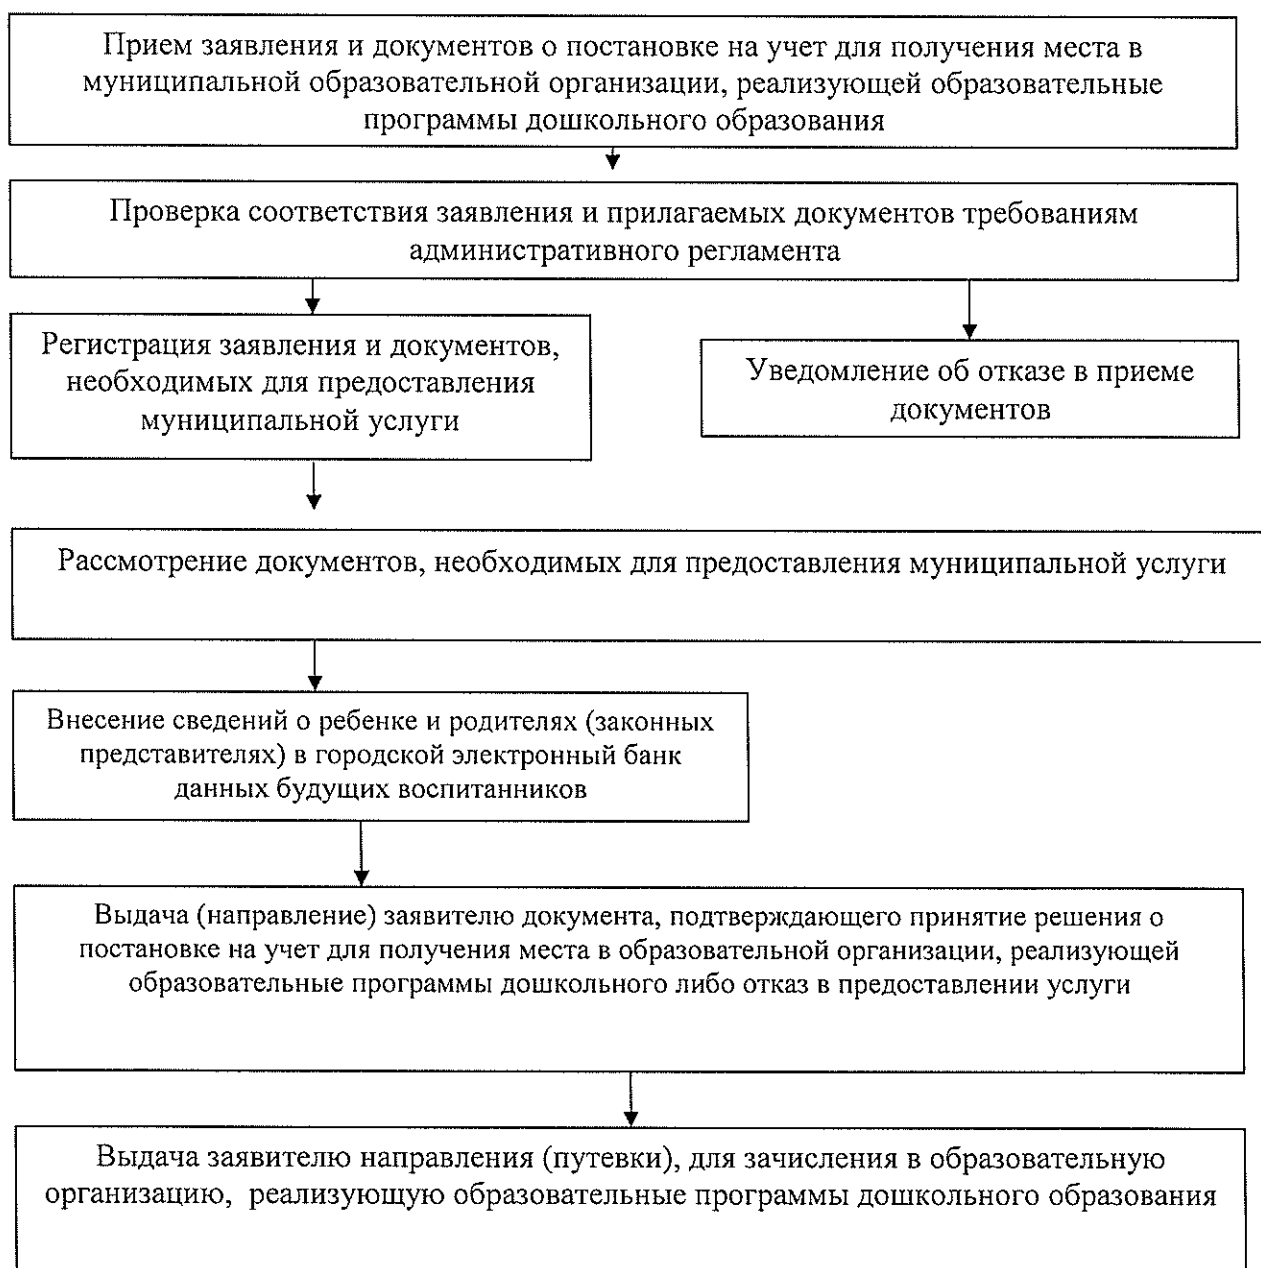 Прием заявления и документов о постановке на учет для получения места в
муниципальной образовательной организации, реализующей образовательные
программы дошкольного образования
Проверка соответствия заявления и прилагаемых документов требованиям
административного регламента
Регистрация заявления и документов,
необходимых для предоставления
муниципальной услуги
Уведомление об отказе в приеме
документов
Рассмотрение документов, необходимых для предоставления муниципальной услуги
Внесение сведений о ребенке и родителях (законных
представителях) в городской электронный банк
данных будущих воспитанников
Выдача (направление) заявителю документа, подтверждающего принятие решения о
постановке на учет для получения места в образовательной организации, реализующей
образовательные программы дошкольного либо отказ в предоставлении услуги
Выдача заявителю направления (путевки), для зачисления в образовательную
организацию, реализующую образовательные программы дошкольного образования